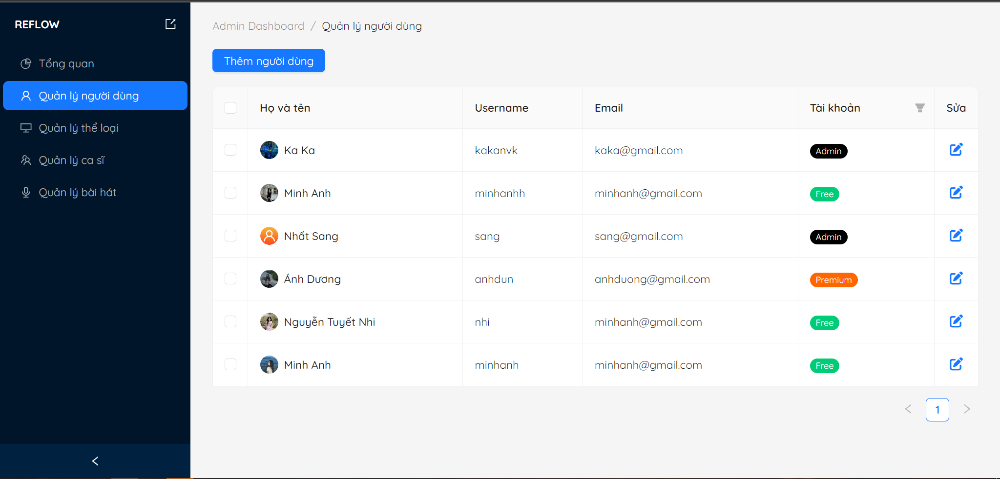 REFLOW
Tổng quan
Quản lý người dùng
Quản lý thể loại
Quản lý ca sĩ
Quản lý bài hát
Admin Dashboard / Quản lý người dùng
Thêm người dùng
Họ và tên Username Email Tài khoản Sửa
Ka Ka kakanvk kaka@gmail.com Admin
Minh Anh minhanhh minhanh@gmail.com Free
Nhất Sang sang sang@gmail.com Admin
Ánh Dương anhdun anhduong@gmail.com Premium
Nguyễn Tuyết Nhi nhi minhanh@gmail.com Free
Minh Anh minhanh minhanh@gmail.com Free
1